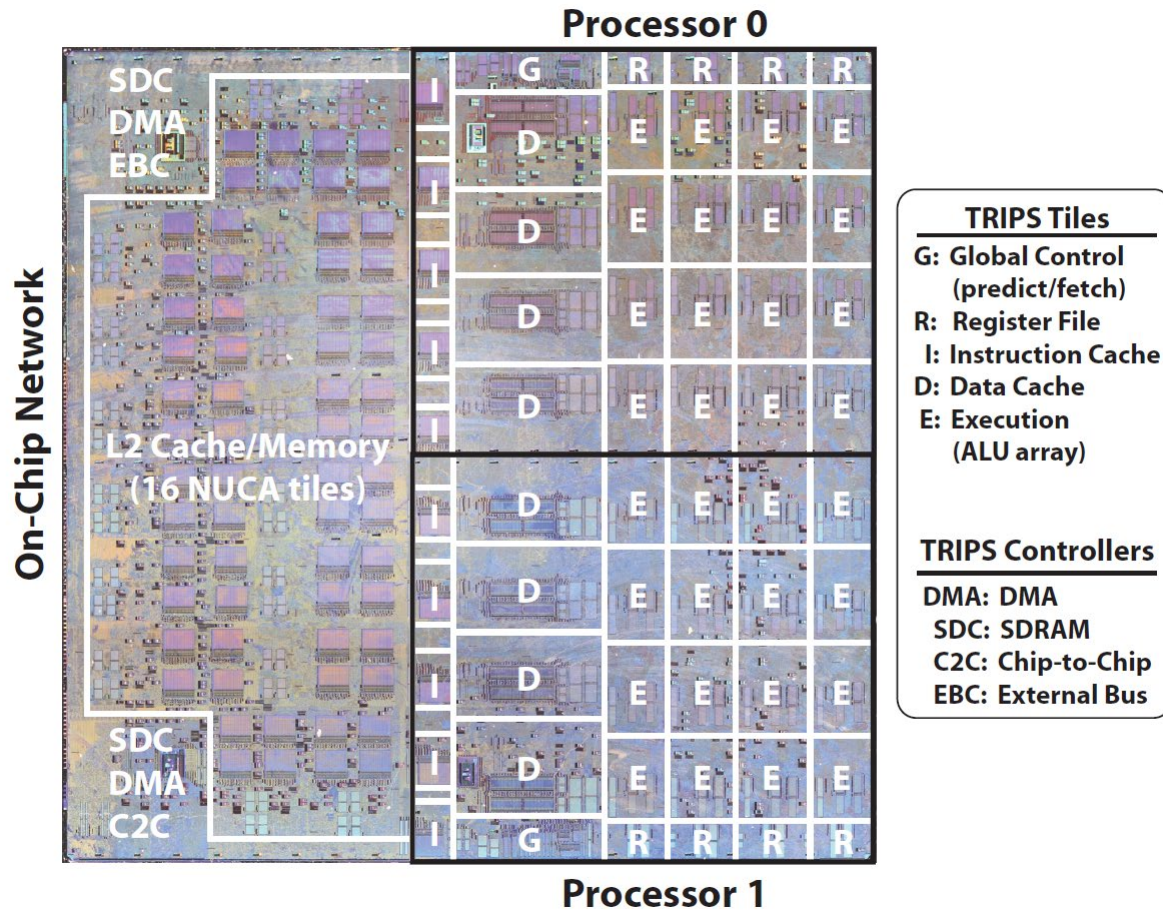 Processor 0
SDC
DMA
EBC
I
G R R R R
D E E E E
I
D E E E E
I
D E E E E
I
D E E E E
I
On-Chip Network
L2 Cache/Memory
(16 NUCA tiles)
I
D E E E E
I
D E E E E
I
D E E E E
I
D E E E E
I
G R R R R
SDC
DMA
C2C
Processor 1
TRIPS Tiles
G: Global Control
(predict/fetch)
R: Register File
I: Instruction Cache
D: Data Cache
E: Execution
(ALU array)
TRIPS Controllers
DMA: DMA
SDC: SDRAM
C2C: Chip-to-Chip
EBC: External Bus